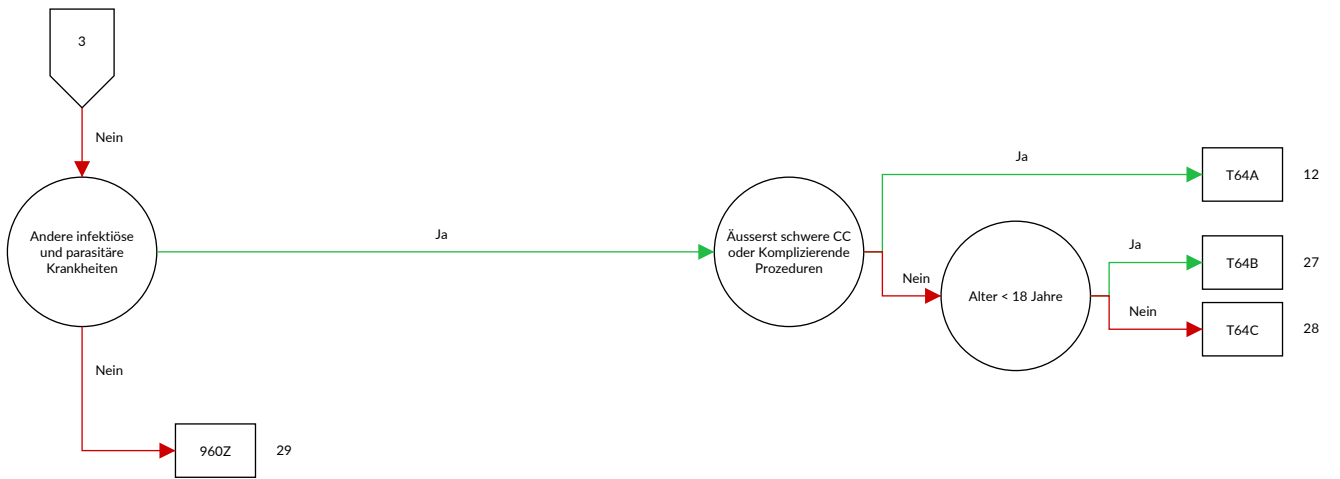 3
Nein
Andere infektiöse
und parasitäre
Krankheiten
Ja
Äusserst schwere CC
oder Komplizierende
Prozeduren
Ja
T64A
12
Nein
Alter < 18 Jahre
Ja
T64B
27
Nein
T64C
28
Nein
960Z
29